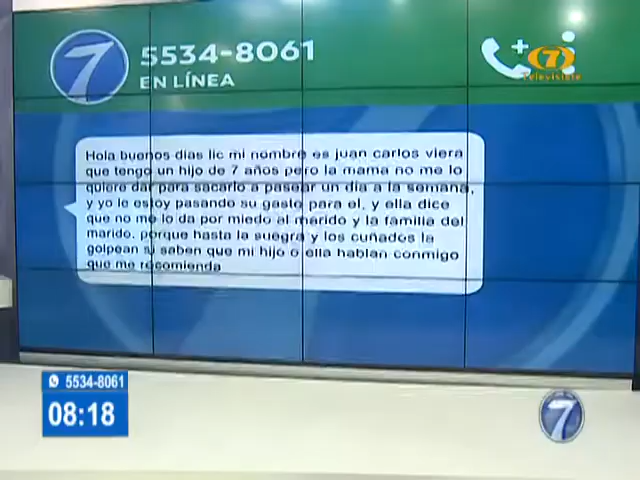 7
5534-8061
EN LÍNEA
7
Televisiete
Hola buenos dias lic mi nombre es juan carlos viera
que tengo un hijo de 7 años pero la mama no me lo
quiere dar para sacarlo a pasear un día a la semana,
y yo le estoy pasando su gasto para el, y ella dice
que no me lo da por miedo al marido y la familia del
marido. porque hasta la suegra y los cuñados la
golpean si saben que mi hijo o ella hablan conmigo
que me recomienda
5534-8061
08:18
7